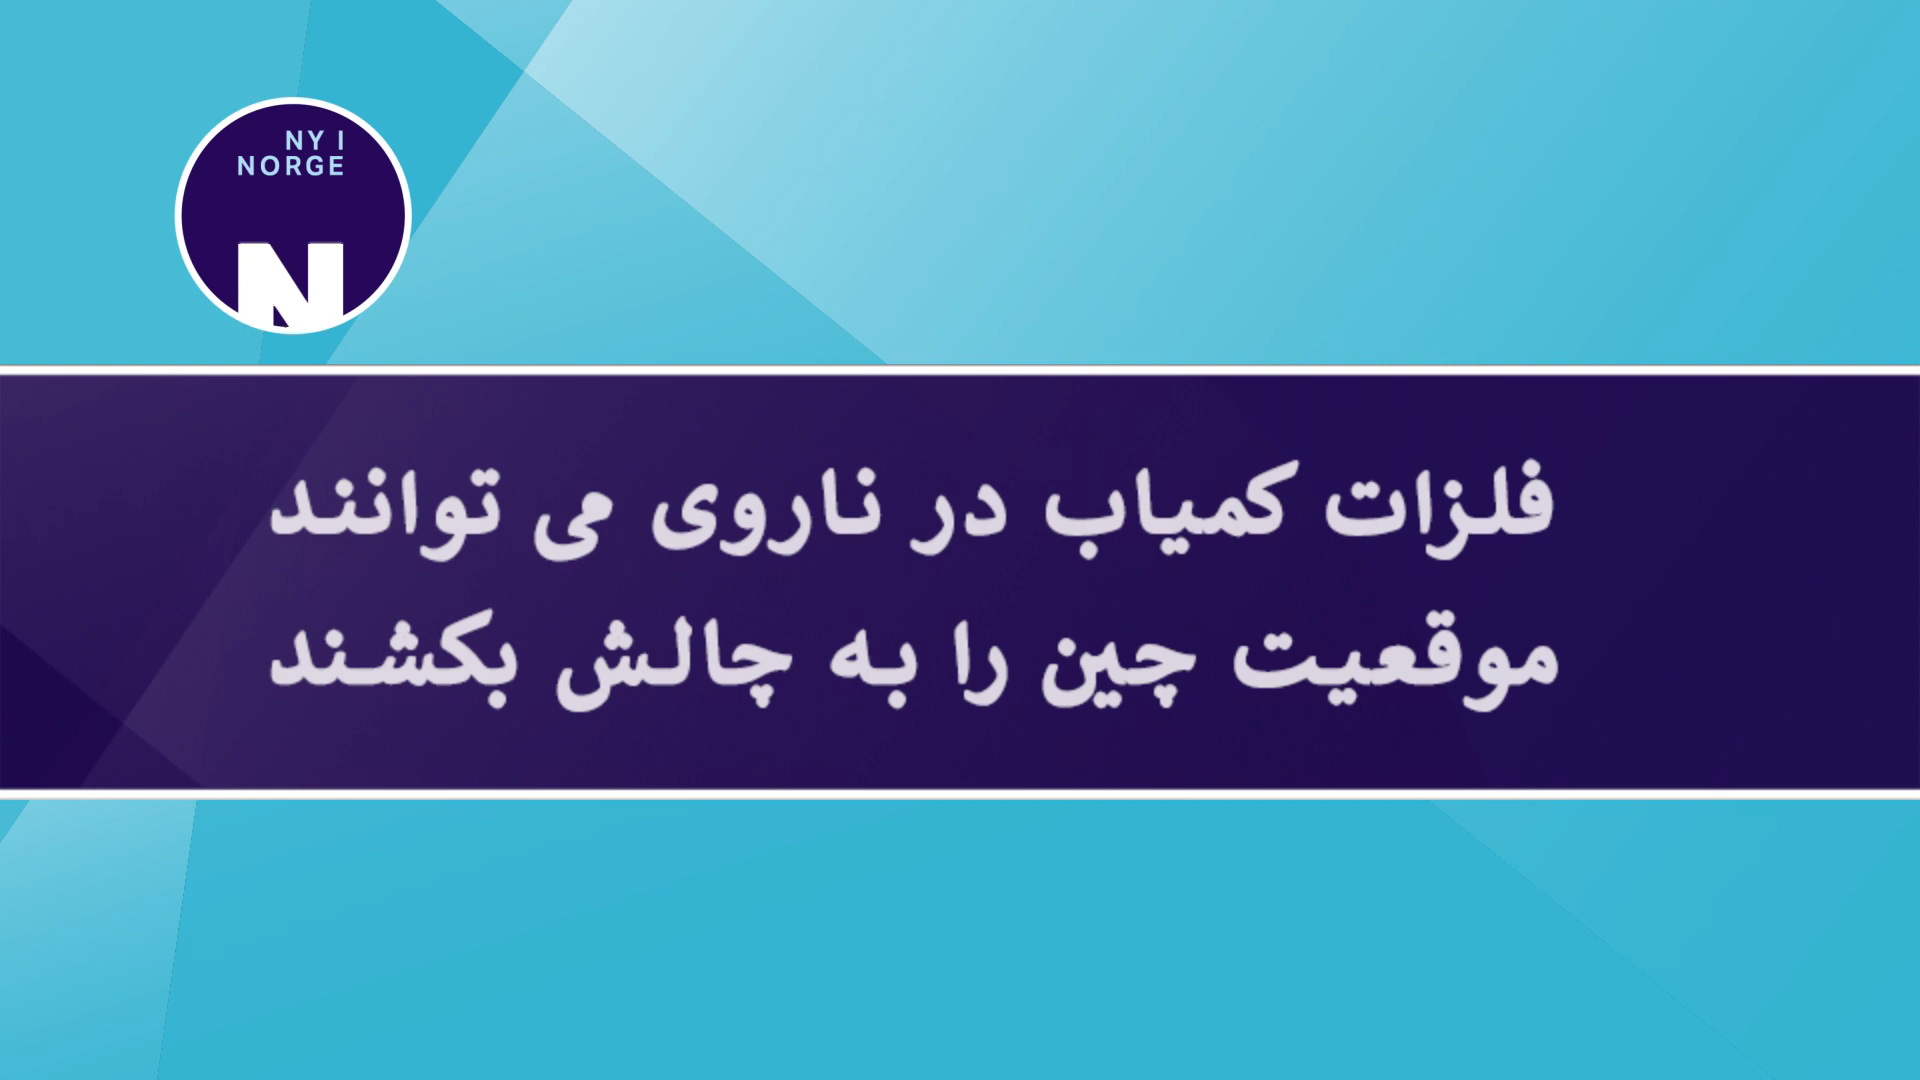 NY I
NORGE
N
فلزات کمیاب در ناروی می توانند
موقعیت چین را به چالش بکشند